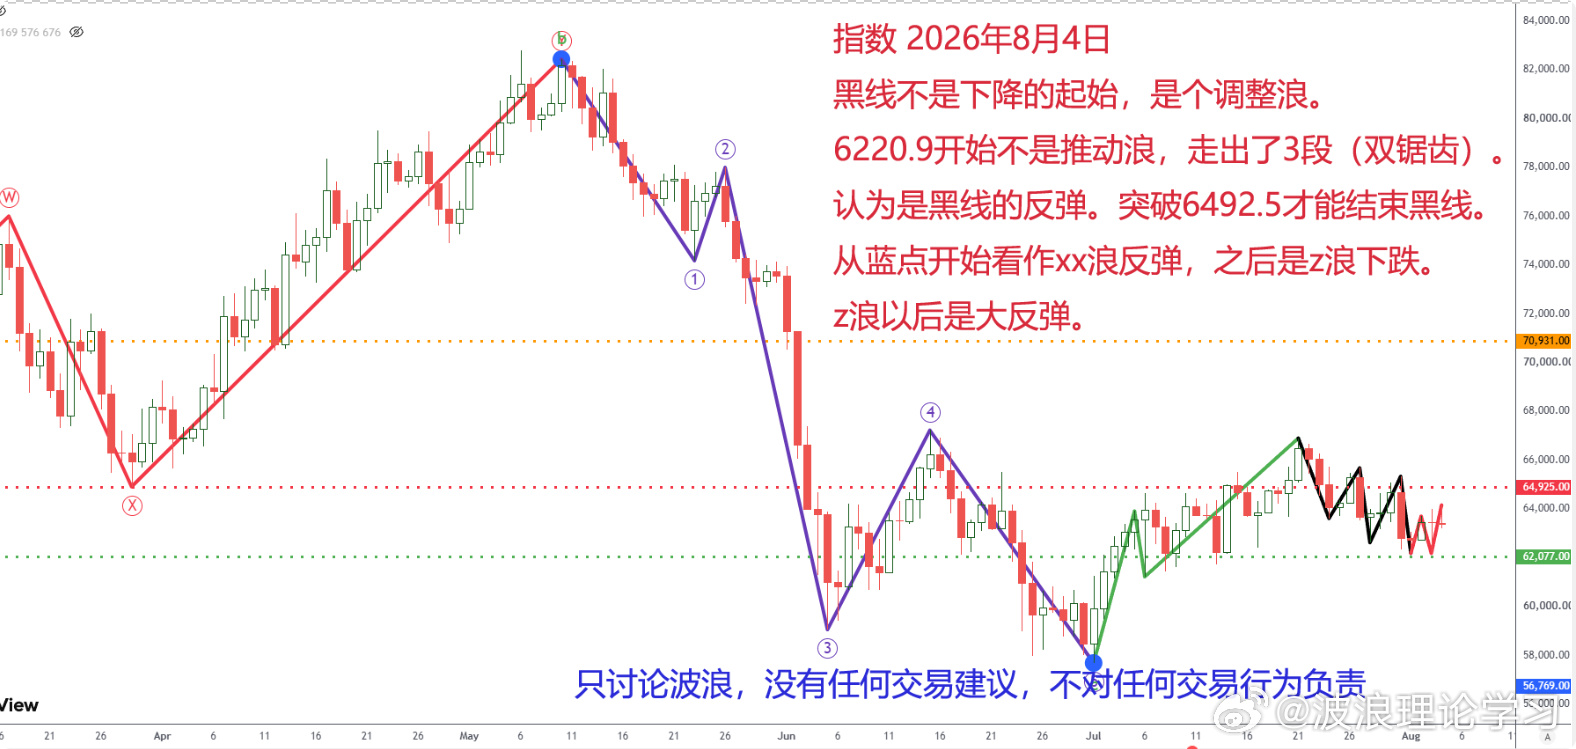 169 576 676
指数 2026年8月4日
黑线不是下降的起始，是个调整浪。
6220.9开始不是推动浪，走出了3段（双锯齿）。
认为是黑线的反弹。突破6492.5才能结束黑线。
从蓝点开始看作xx浪反弹，之后是z浪下跌。
z浪以后是大反弹。
W
X
1
2
3
4
84,000.00
82,000.00
80,000.00
78,000.00
76,000.00
74,000.00
72,000.00
70,931.00
70,000.00
68,000.00
66,000.00
64,925.00
64,000.00
62,077.00
60,000.00
58,000.00
56,769.00
只讨论波浪，没有任何交易建议，不对任何交易行为负责
View
@波浪理论学习
21 26 Apr 6 11 16 21 26 May 6 11 16 21 26 Jun 6 11 16 21 26 Jul 6 11 16 21 26 Aug 6
A